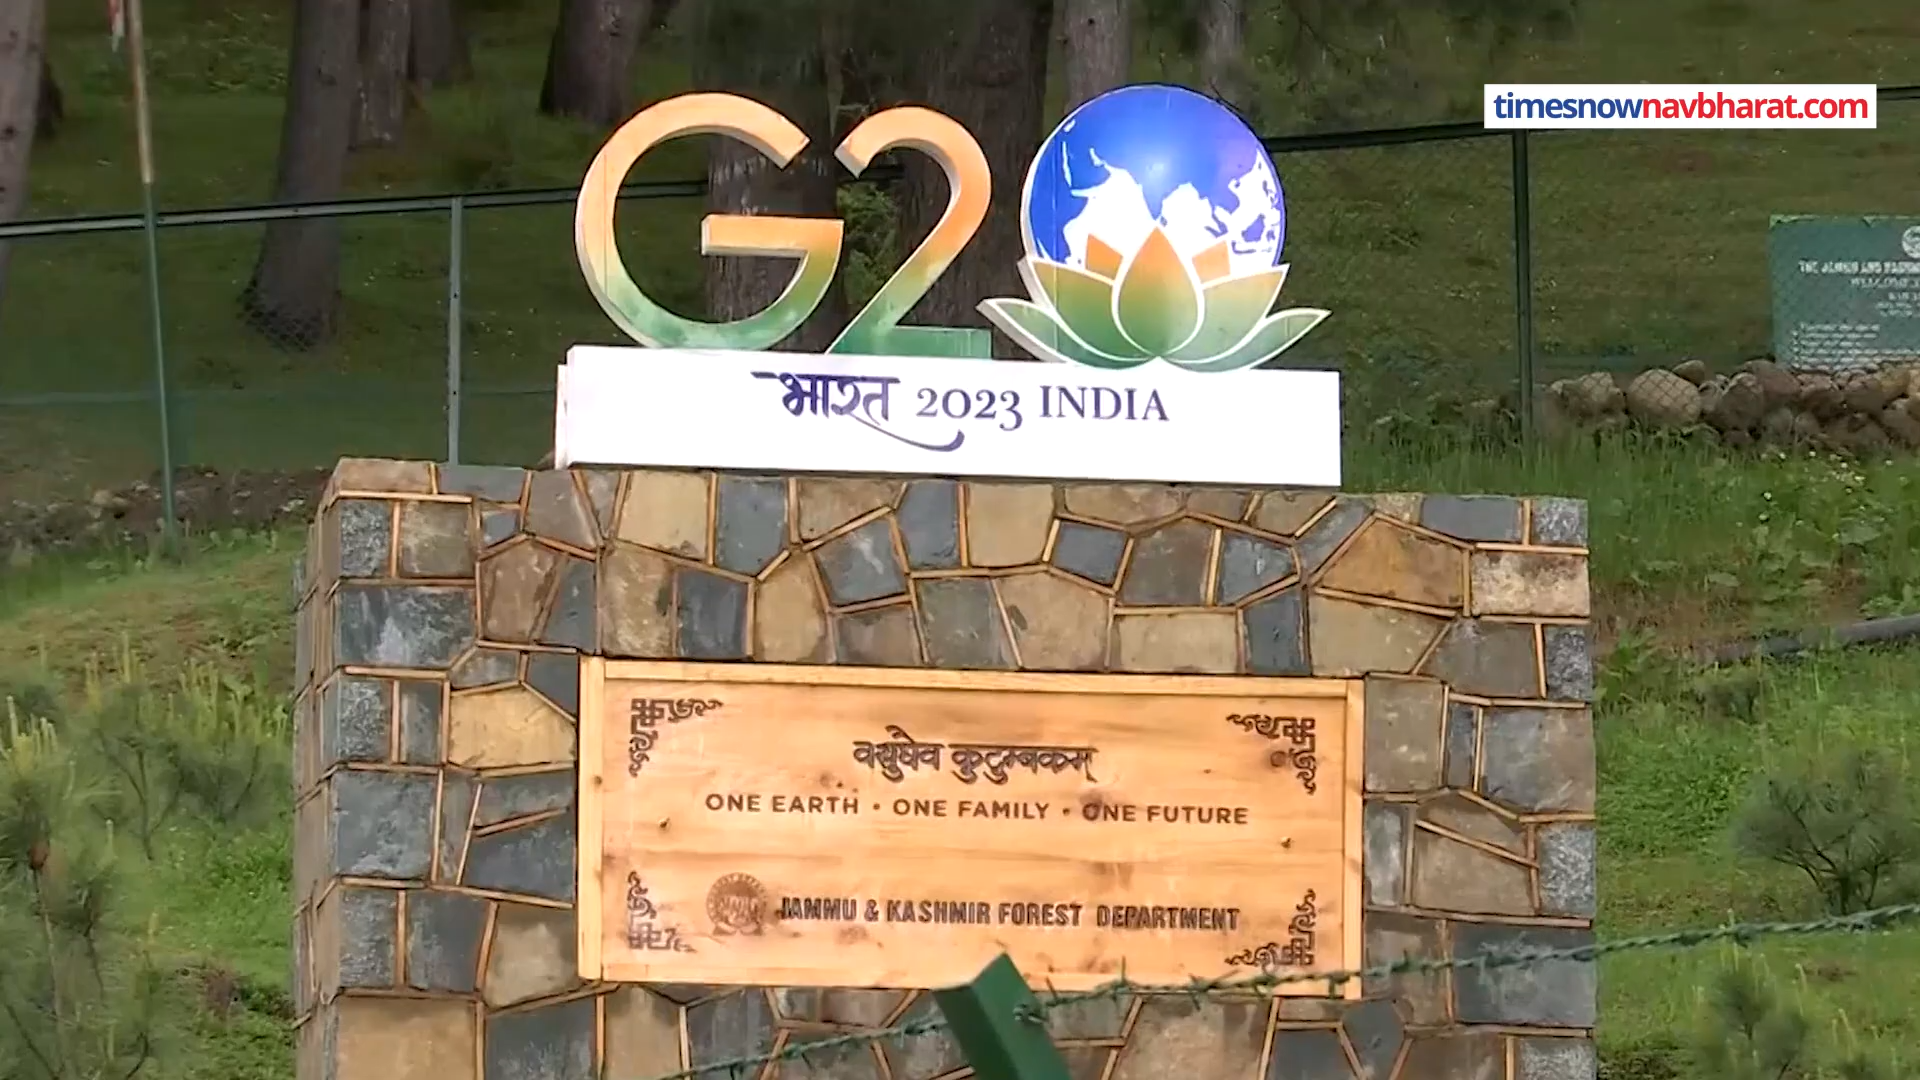 timesnownavbharat.com
G20
भारत 2023 INDIA
वसुधैव कुटुम्बकम्
ONE EARTH • ONE FAMILY • ONE FUTURE
JAMMU & KASHMIR FOREST DEPARTMENT